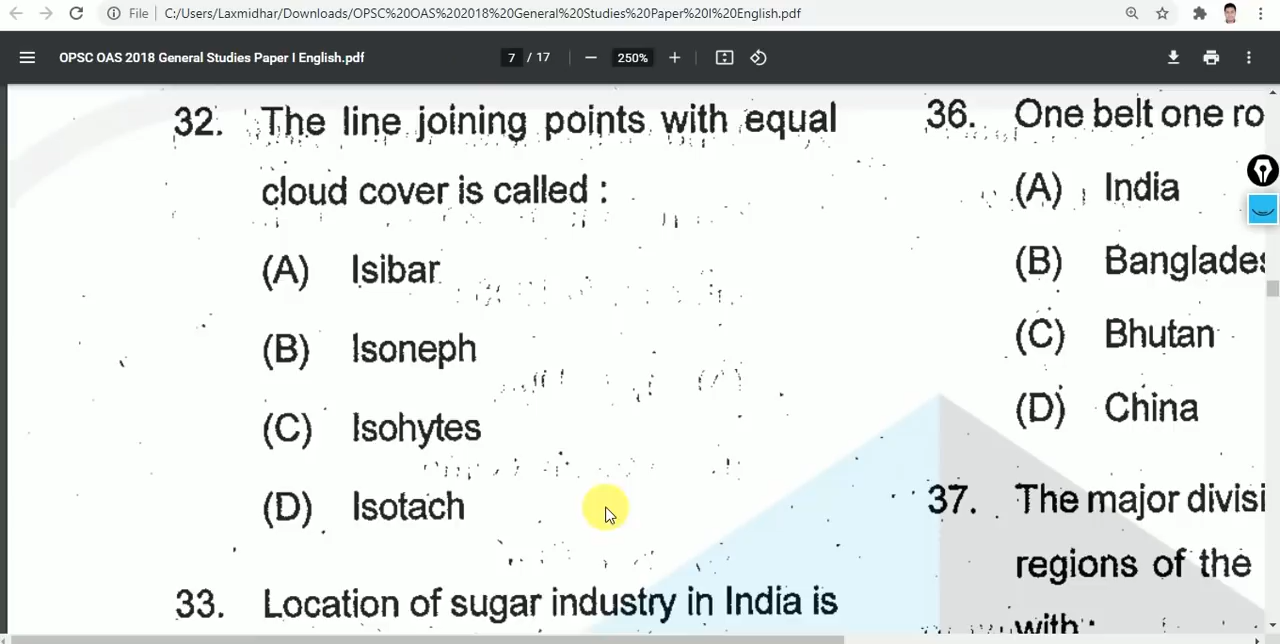 File
C:/Users/Laxmidhar/Downloads/OPSC%20OAS%202018%20General%20Studies%20Paper%20I%20English.pdf
OPSC OAS 2018 General Studies Paper I English.pdf
7 / 17
250%
32. The line joining points with equal
cloud cover is called :
(A) Isibar
(B) Isoneph
(C) Isohytes
(D) Isotach
33. Location of sugar industry in India is
36. One belt one ro
(A) India
(B) Banglades
(C) Bhutan
(D) China
37. The major divisi
regions of the
with :